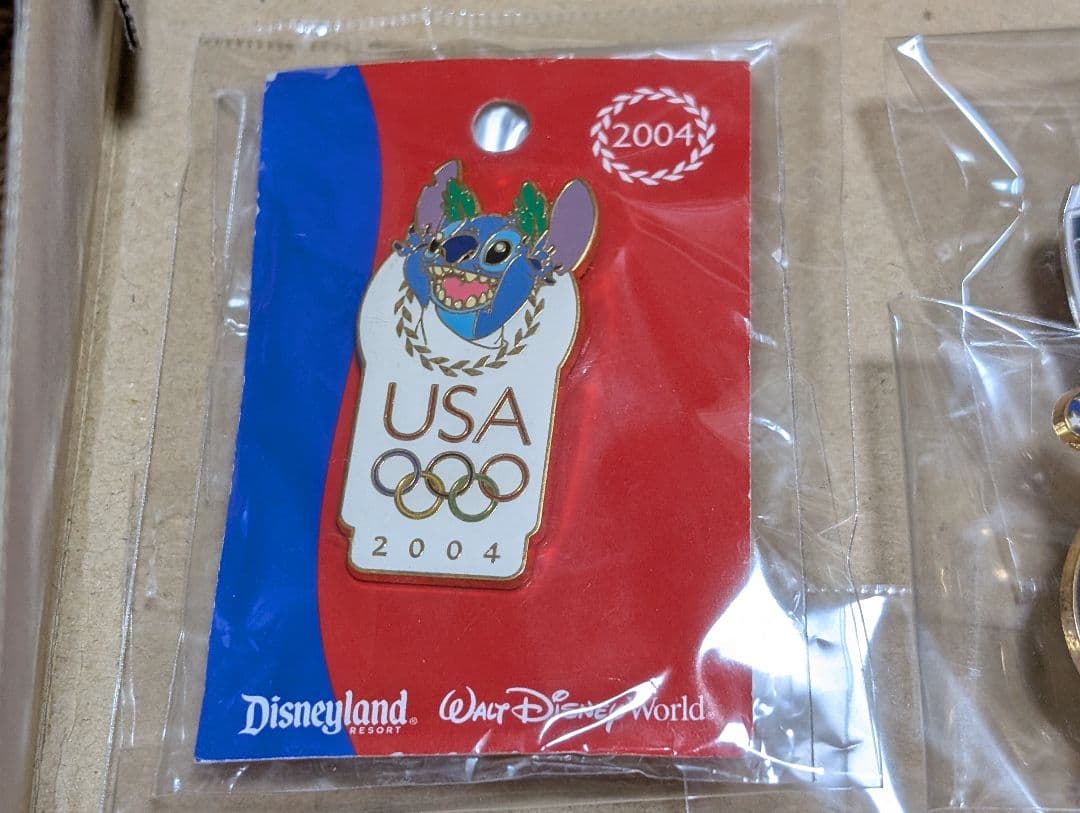 2004
USA
2004
Disneyland®
RESORT
Walt Disney World®